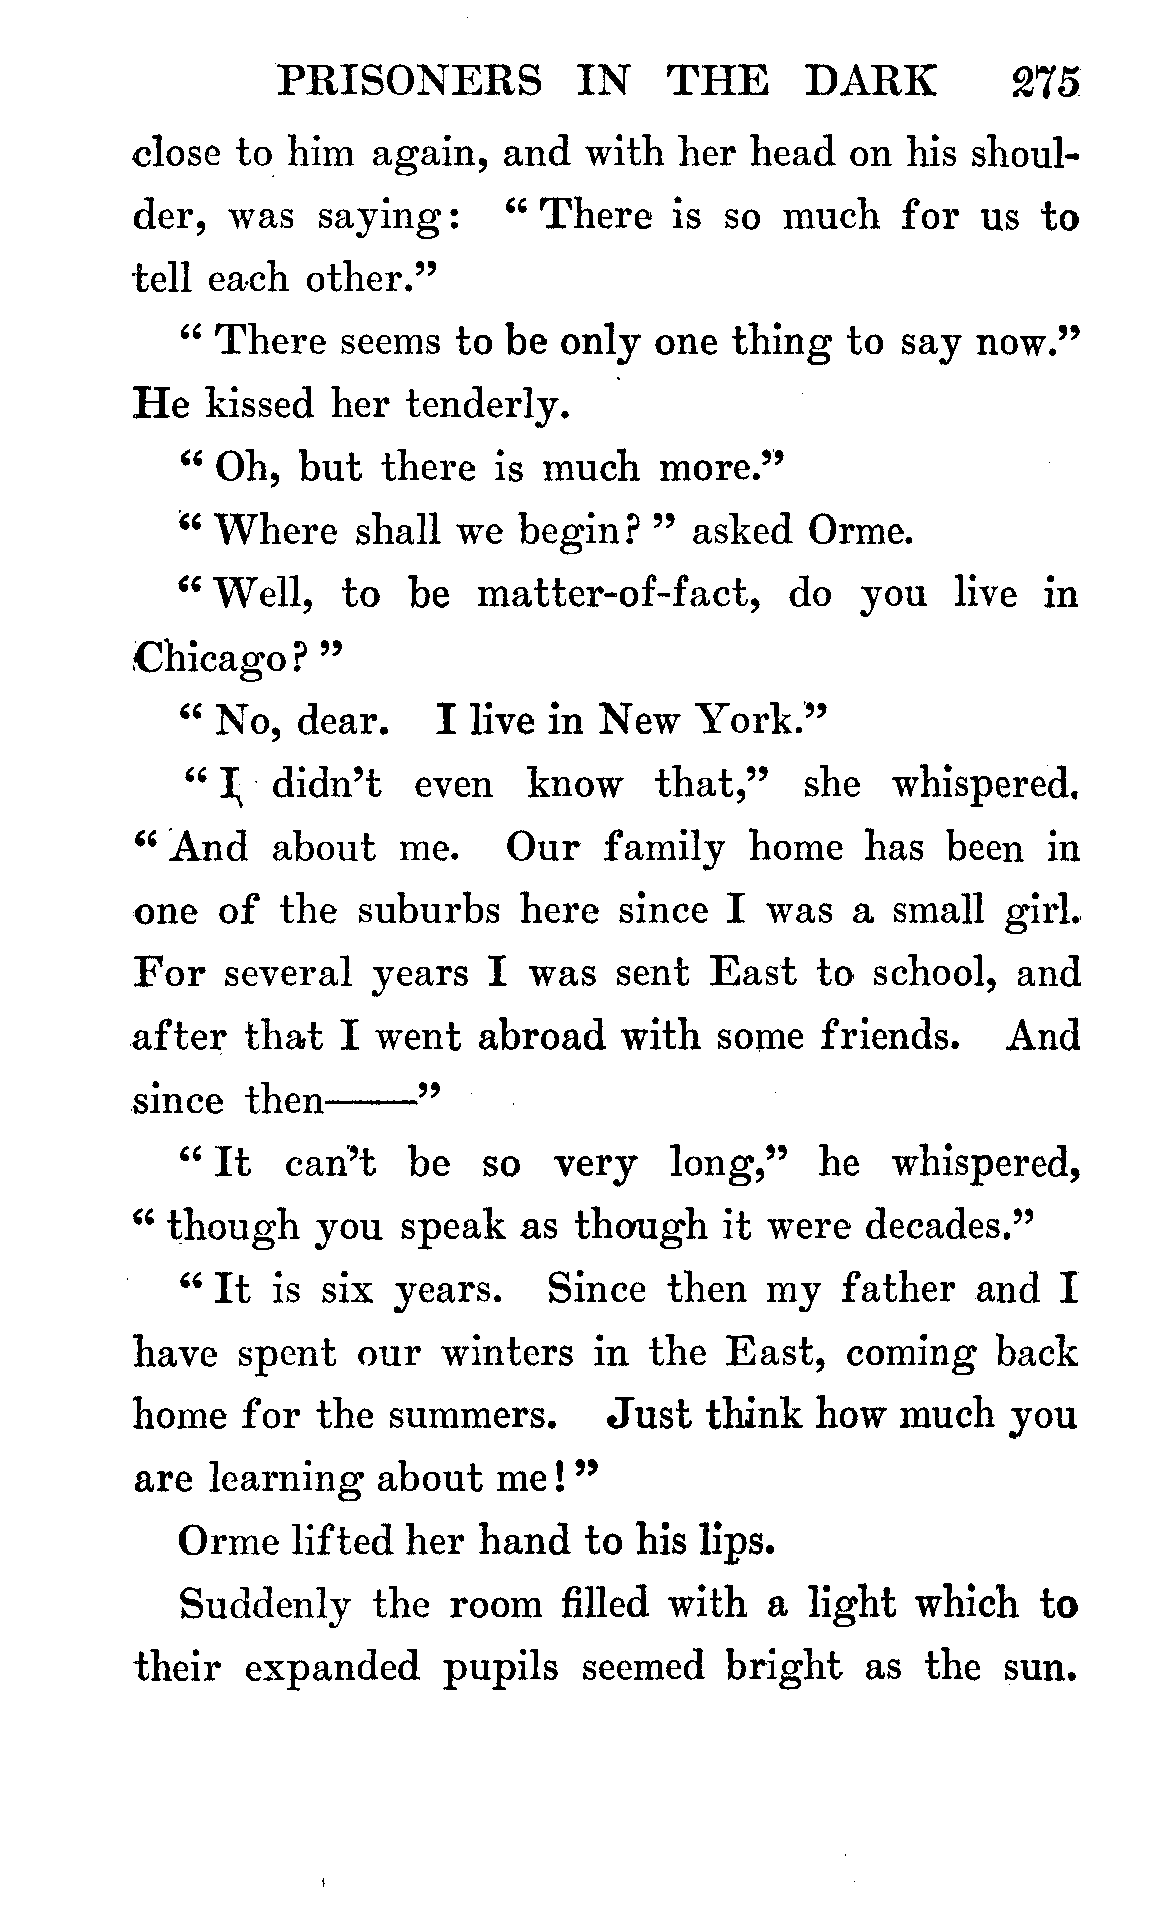 PRISONERS IN THE DARK 275
close to him again, and with her head on his shoul-
der, was saying: “ There is so much for us to
tell each other.”
“ There seems to be only one thing to say now.”
He kissed her tenderly.
“ Oh, but there is much more.”
“ Where shall we begin? ” asked Orme.
“ Well, to be matter-of-fact, do you live in
Chicago? ”
“ No, dear. I live in New York.”
“ I didn’t even know that,” she whispered.
“ And about me. Our family home has been in
one of the suburbs here since I was a small girl.
For several years I was sent East to school, and
after that I went abroad with some friends. And
since then——”
“ It can’t be so very long,” he whispered,
“ though you speak as though it were decades.”
“ It is six years. Since then my father and I
have spent our winters in the East, coming back
home for the summers. Just think how much you
are learning about me! ”
Orme lifted her hand to his lips.
Suddenly the room filled with a light which to
their expanded pupils seemed bright as the sun.